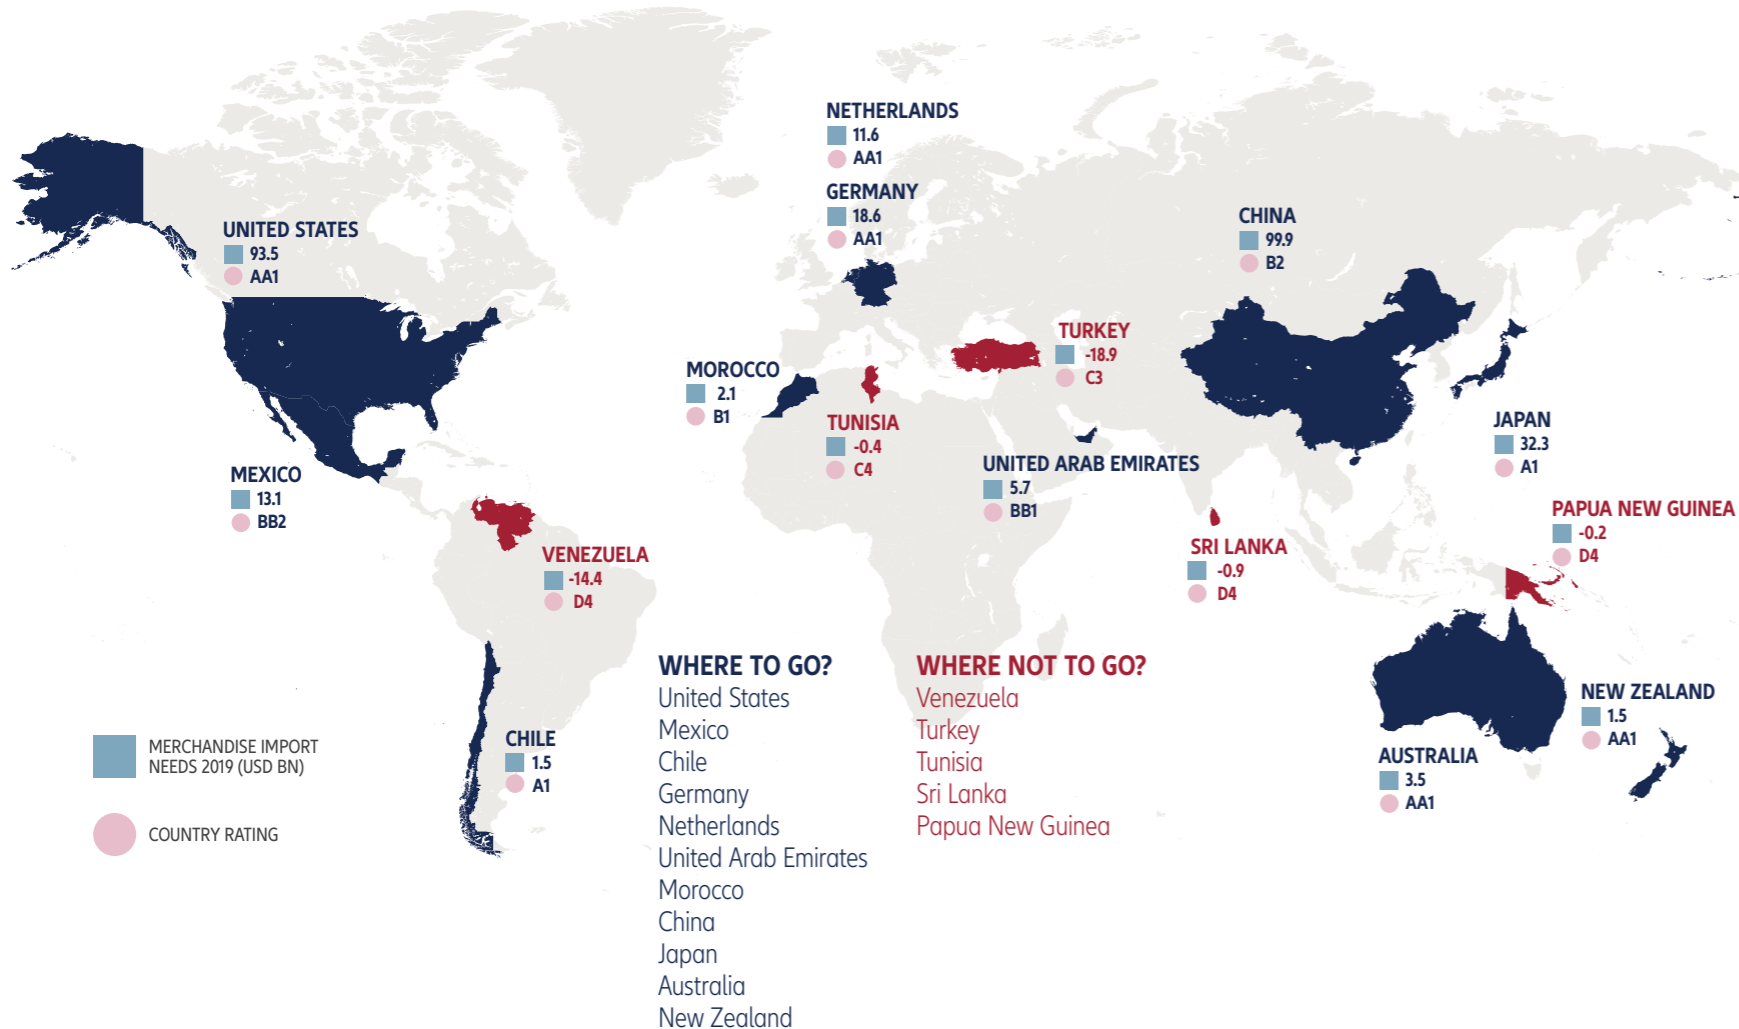 NETHERLANDS
11.6
AA1
GERMANY
18.6
AA1
UNITED STATES
93.5
AA1
CHINA
99.9
B2
TURKEY
-18.9
C3
MOROCCO
2.1
B1
TUNISIA
-0.4
C4
JAPAN
32.3
A1
UNITED ARAB EMIRATES
5.7
BB1
MEXICO
13.1
BB2
PAPUA NEW GUINEA
-0.2
D4
SRI LANKA
-0.9
D4
VENEZUELA
-14.4
D4
NEW ZEALAND
1.5
AA1
AUSTRALIA
3.5
AA1
CHILE
1.5
A1
MERCHANDISE IMPORT
NEEDS 2019 (USD BN)
COUNTRY RATING
WHERE TO GO?
United States
Mexico
Chile
Germany
Netherlands
United Arab Emirates
Morocco
China
Japan
Australia
New Zealand
WHERE NOT TO GO?
Venezuela
Turkey
Tunisia
Sri Lanka
Papua New Guinea